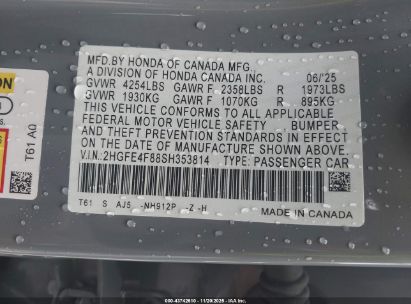 MFD.BY HONDA OF CANADA MFG.
A DIVISION OF HONDA CANADA INC. 06/25
GVWR 4254LBS GAWR F 2358LBS R 1973LBS
GVWR 1930KG GAWR F 1070KG R 895KG
THIS VEHICLE CONFORMS TO ALL APPLICABLE
FEDERAL MOTOR VEHICLE SAFETY, BUMPER,
AND THEFT PREVENTION STANDARDS IN EFFECT
ON THE DATE OF MANUFACTURE SHOWN ABOVE.
V.I.N.:2HGFE4F88SH353814 TYPE: PASSENGER CAR
T61 S AJ5 -NH912P -Z -H
MADE IN CANADA
T61 A0